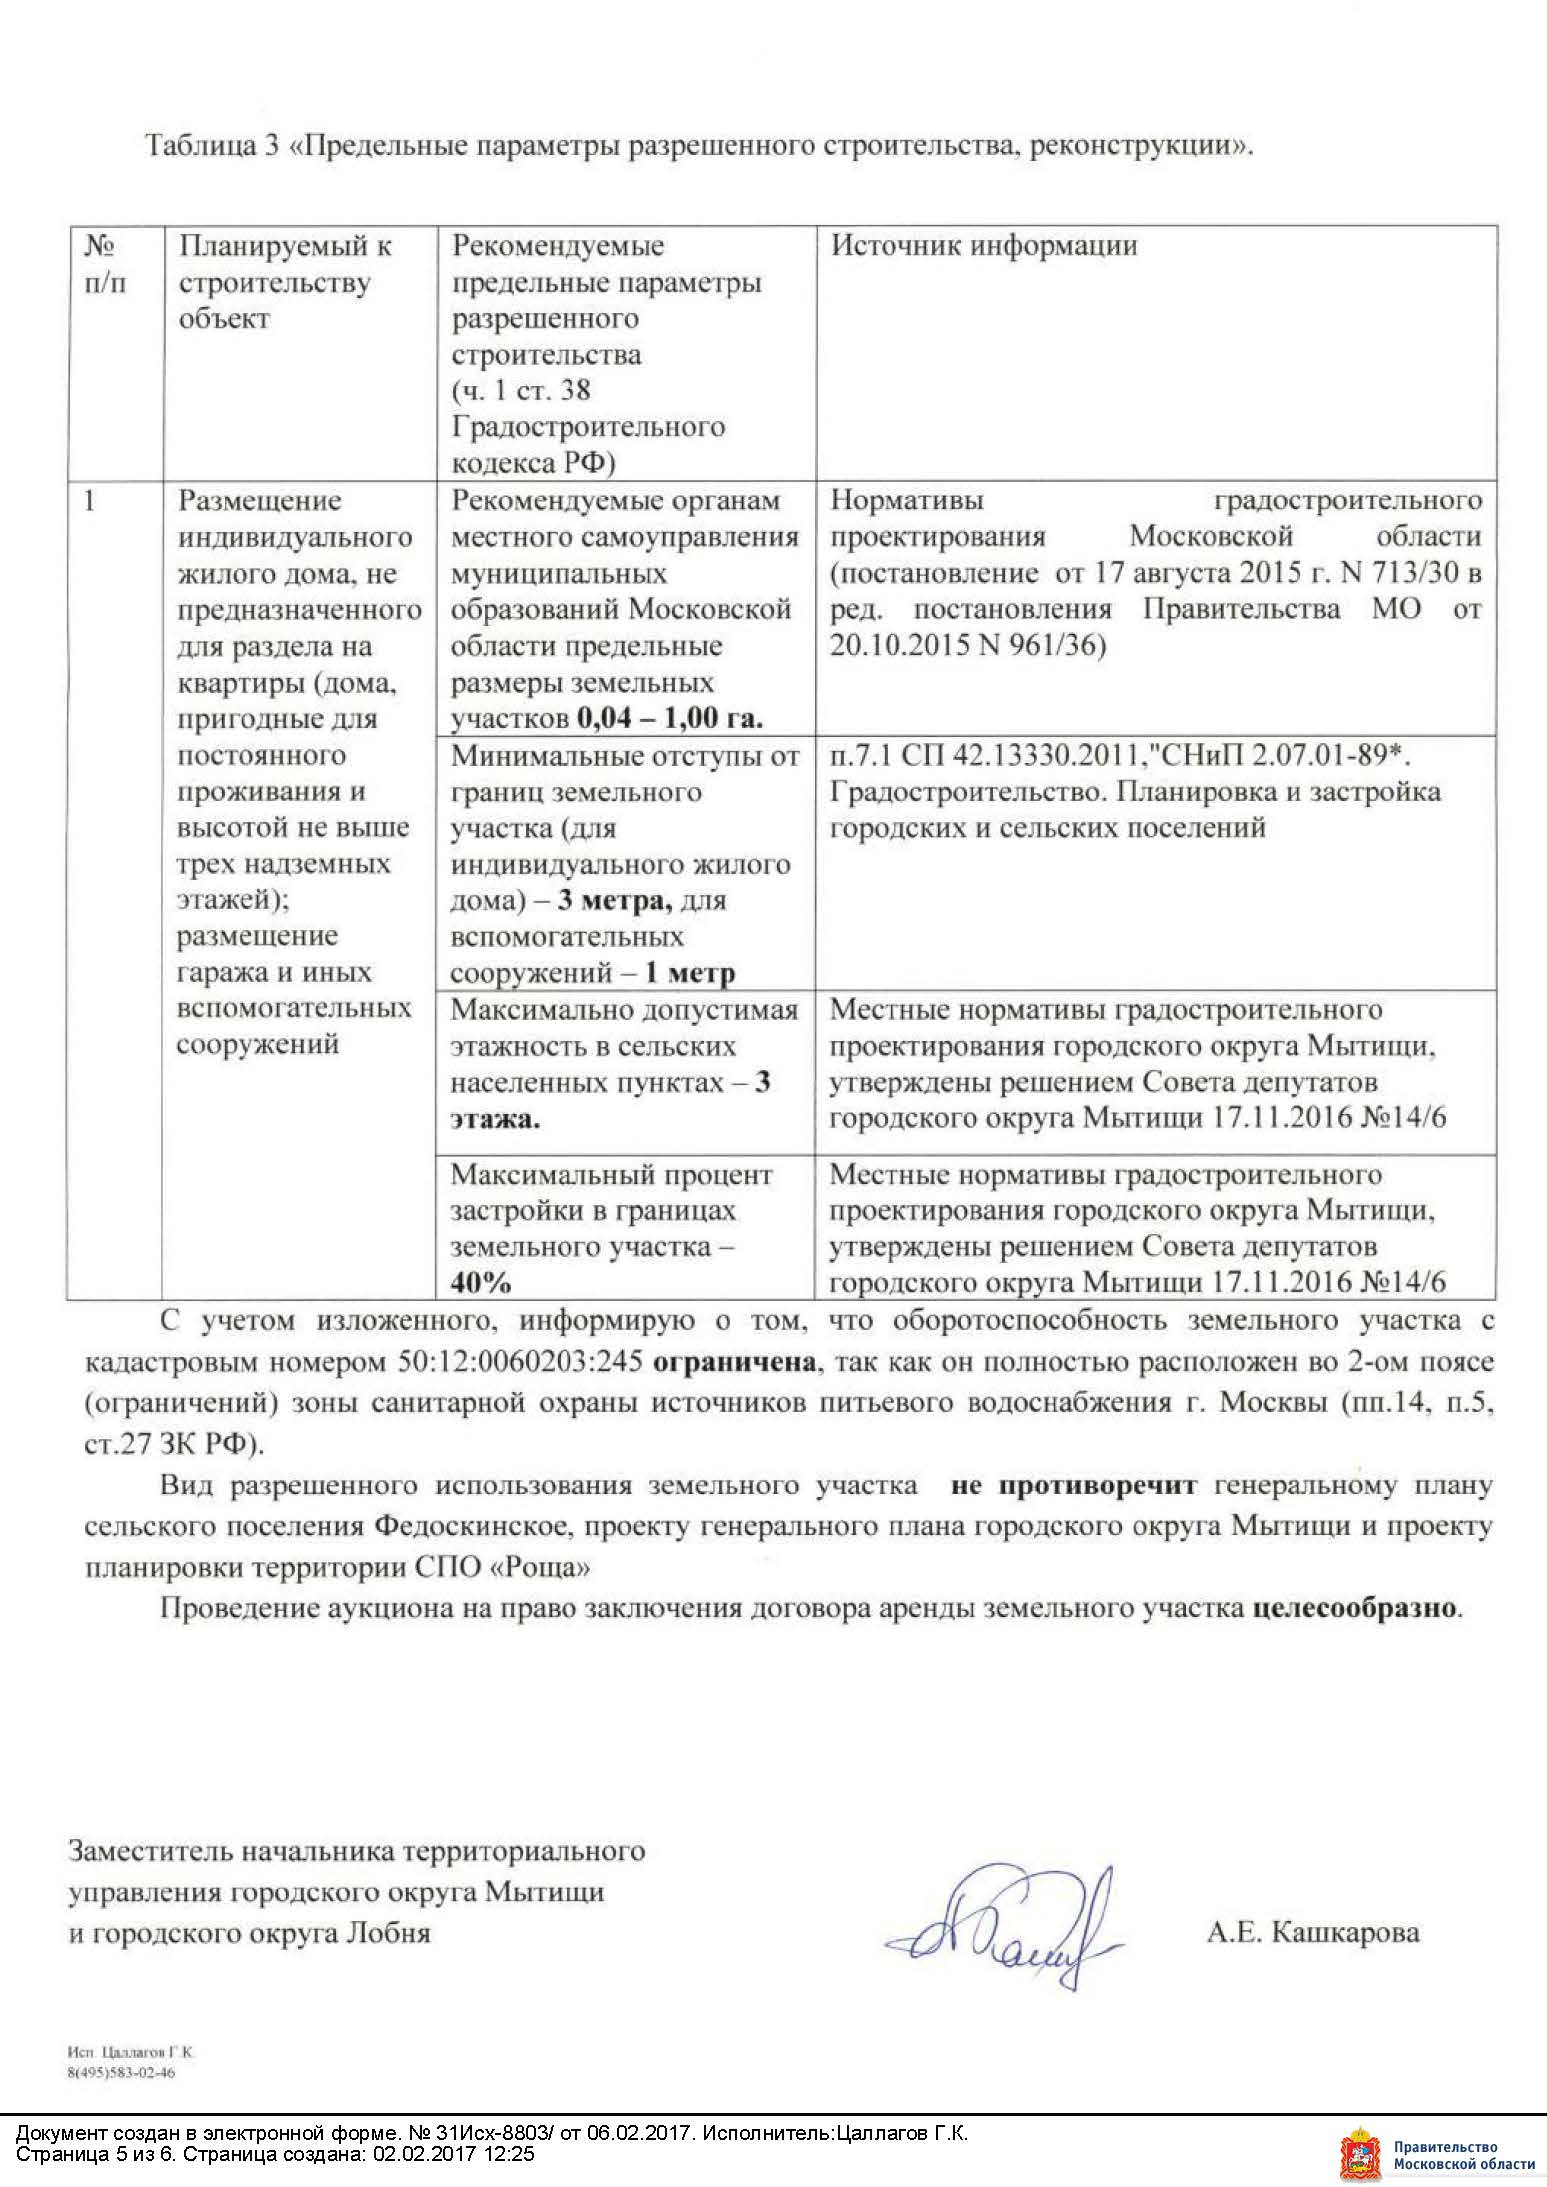 Таблица 3 «Предельные параметры разрешенного строительства, реконструкции».
№
п/п
Планируемый к
строительству
объект
Рекомендуемые
предельные параметры
разрешенного
строительства
(ч. 1 ст. 38
Градостроительного
кодекса РФ)
Источник информации
1
Размещение
индивидуального
жилого дома, не
предназначенного
для раздела на
квартиры (дома,
пригодные для
постоянного
проживания и
высотой не выше
трех надземных
этажей);
размещение
гаража и иных
вспомогательных
сооружений
Рекомендуемые органам
местного самоуправления
муниципальных
образований Московской
области предельные
размеры земельных
участков 0,04 – 1,00 га.
Нормативы градостроительного
проектирования Московской области
(постановление от 17 августа 2015 г. N 713/30 в
ред. постановления Правительства МО от
20.10.2015 N 961/36)
Минимальные отступы от
границ земельного
участка (для
индивидуального жилого
дома) – 3 метра, для
вспомогательных
сооружений – 1 метр
п.7.1 СП 42.13330.2011,"СНиП 2.07.01-89*.
Градостроительство. Планировка и застройка
городских и сельских поселений
Максимально допустимая
этажность в сельских
населенных пунктах – 3
этажа.
Местные нормативы градостроительного
проектирования городского округа Мытищи,
утверждены решением Совета депутатов
городского округа Мытищи 17.11.2016 №14/6
Максимальный процент
застройки в границах
земельного участка –
40%
Местные нормативы градостроительного
проектирования городского округа Мытищи,
утверждены решением Совета депутатов
городского округа Мытищи 17.11.2016 №14/6
С учетом изложенного, информирую о том, что оборотоспособность земельного участка с
кадастровым номером 50:12:0060203:245 ограничена, так как он полностью расположен во 2-ом поясе
(ограничений) зоны санитарной охраны источников питьевого водоснабжения г. Москвы (пп.14, п.5,
ст.27 ЗК РФ).
Вид разрешенного использования земельного участка не противоречит генеральному плану
сельского поселения Федоскинское, проекту генерального плана городского округа Мытищи и проекту
планировки территории СПО «Роща»
Проведение аукциона на право заключения договора аренды земельного участка целесообразно.
Заместитель начальника территориального
управления городского округа Мытищи
и городского округа Лобня
А.Е. Кашкарова
Исп. Цаллагов Г.К.
8(495)583-02-46
Документ создан в электронной форме. № 31Исх-8803/ от 06.02.2017. Исполнитель:Цаллагов Г.К.
Страница 5 из 6. Страница создана: 02.02.2017 12:25
Правительство
Московской области